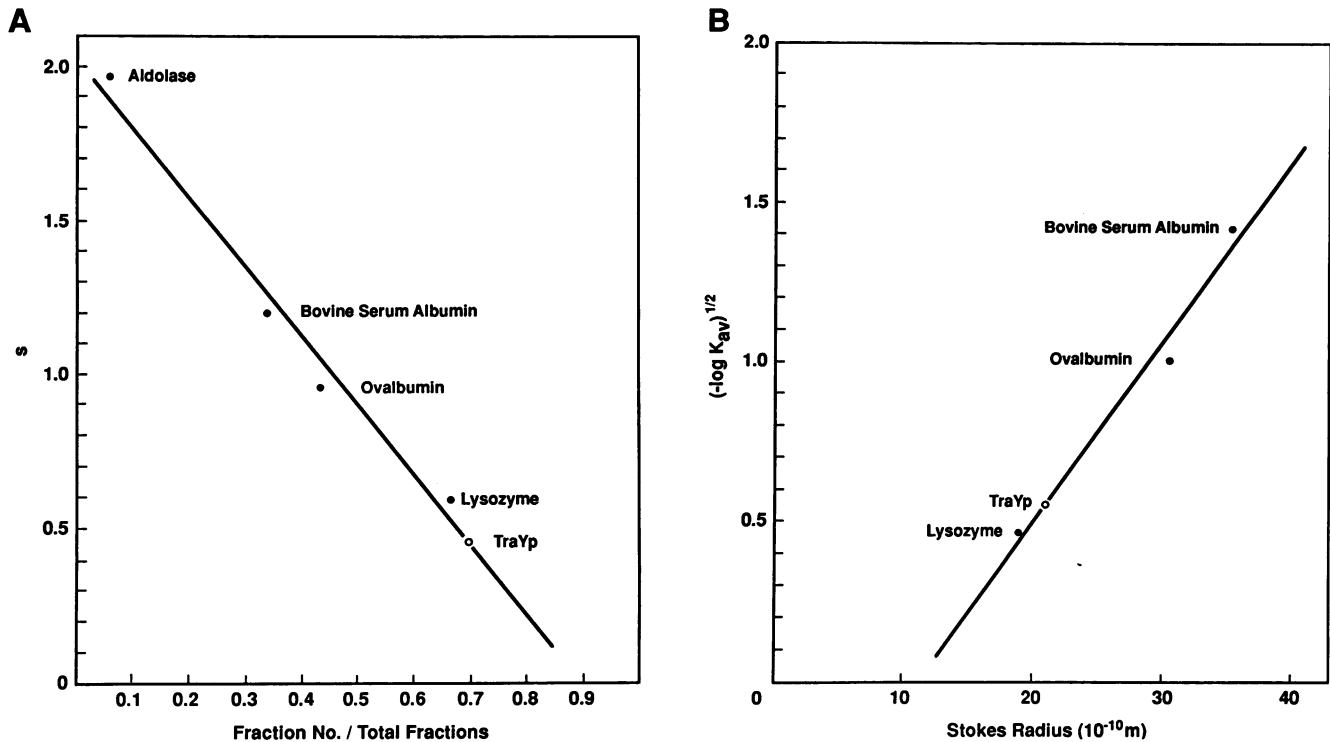 A
s
2.0
1.5
1.0
0.5
0
Aldolase
Bovine Serum Albumin
Ovalbumin
Lysozyme
TraYp
0.1 0.2 0.3 0.4 0.5 0.6 0.7 0.8 0.9
Fraction No. / Total Fractions
B
(-log Kav)1/2
2.0
1.5
1.0
0.5
Bovine Serum Albumin
Ovalbumin
TraYp
Lysozyme
0 10 20 30 40
Stokes Radius (10-10m)